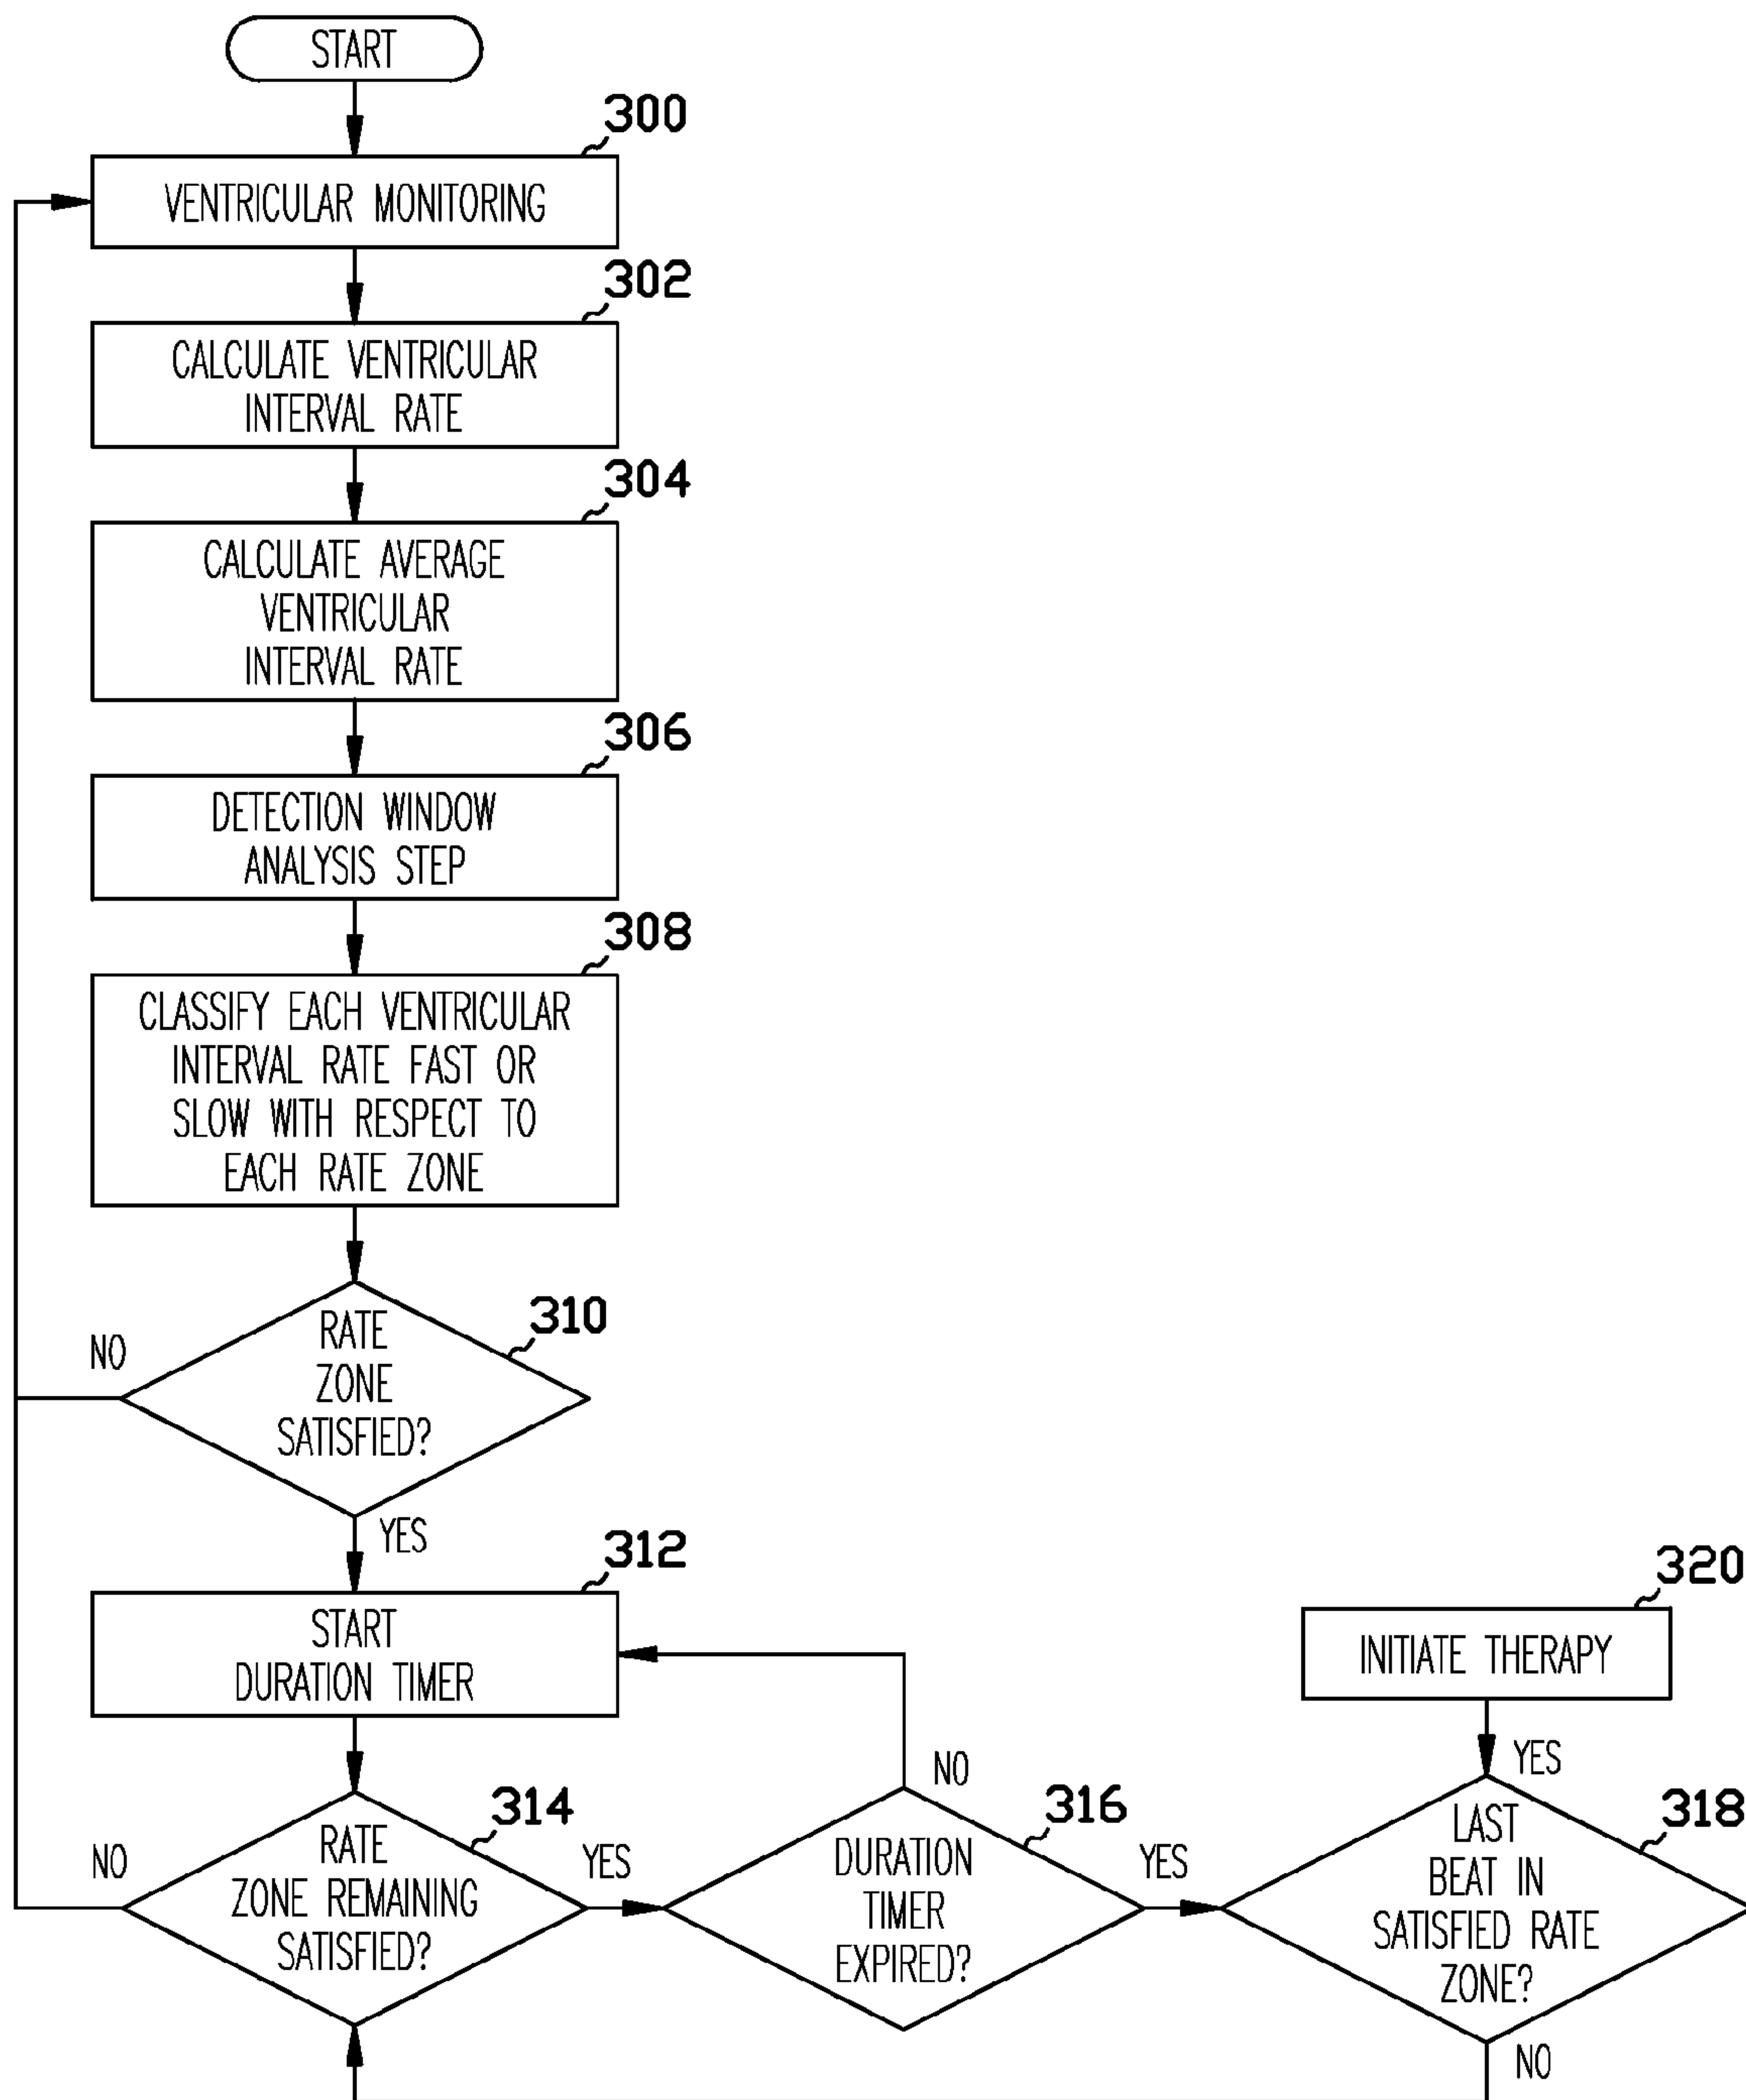 START
300
VENTRICULAR MONITORING
302
CALCULATE VENTRICULAR
INTERVAL RATE
304
CALCULATE AVERAGE
VENTRICULAR
INTERVAL RATE
306
DETECTION WINDOW
ANALYSIS STEP
308
CLASSIFY EACH VENTRICULAR
INTERVAL RATE FAST OR
SLOW WITH RESPECT TO
EACH RATE ZONE
310
NO
RATE
ZONE
SATISFIED?
YES
312
START
DURATION TIMER
314
NO
RATE
ZONE REMAINING
SATISFIED?
YES
316
NO
DURATION
TIMER
EXPIRED?
YES
320
INITIATE THERAPY
YES
318
LAST
BEAT IN
SATISFIED RATE
ZONE?
NO